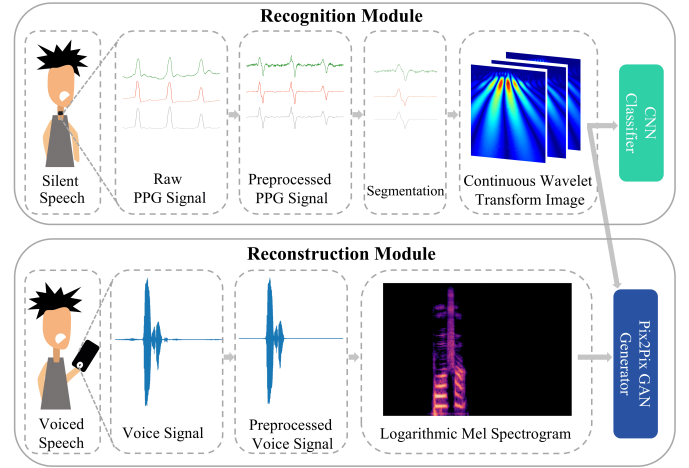 Recognition Module
Silent
Speech
Raw
PPG Signal
Preprocessed
PPG Signal
Segmentation
Continuous Wavelet
Transform Image
CNN
Classifier
Reconstruction Module
Voiced
Speech
Voice Signal
Preprocessed
Voice Signal
Logarithmic Mel Spectrogram
Pix2Pix GAN
Generator